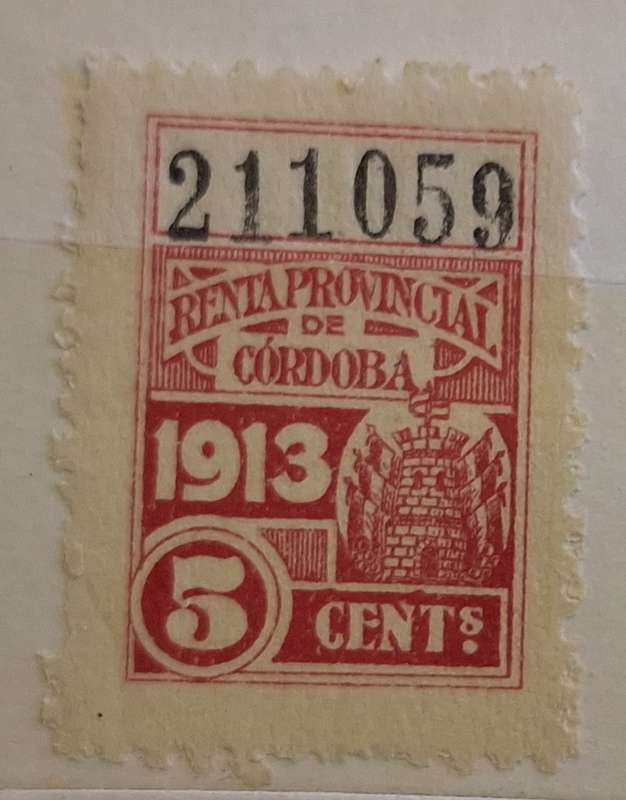 211059
RENTA PROVINCIAL
DE
CÓRDOBA
1913
5 CENTS.